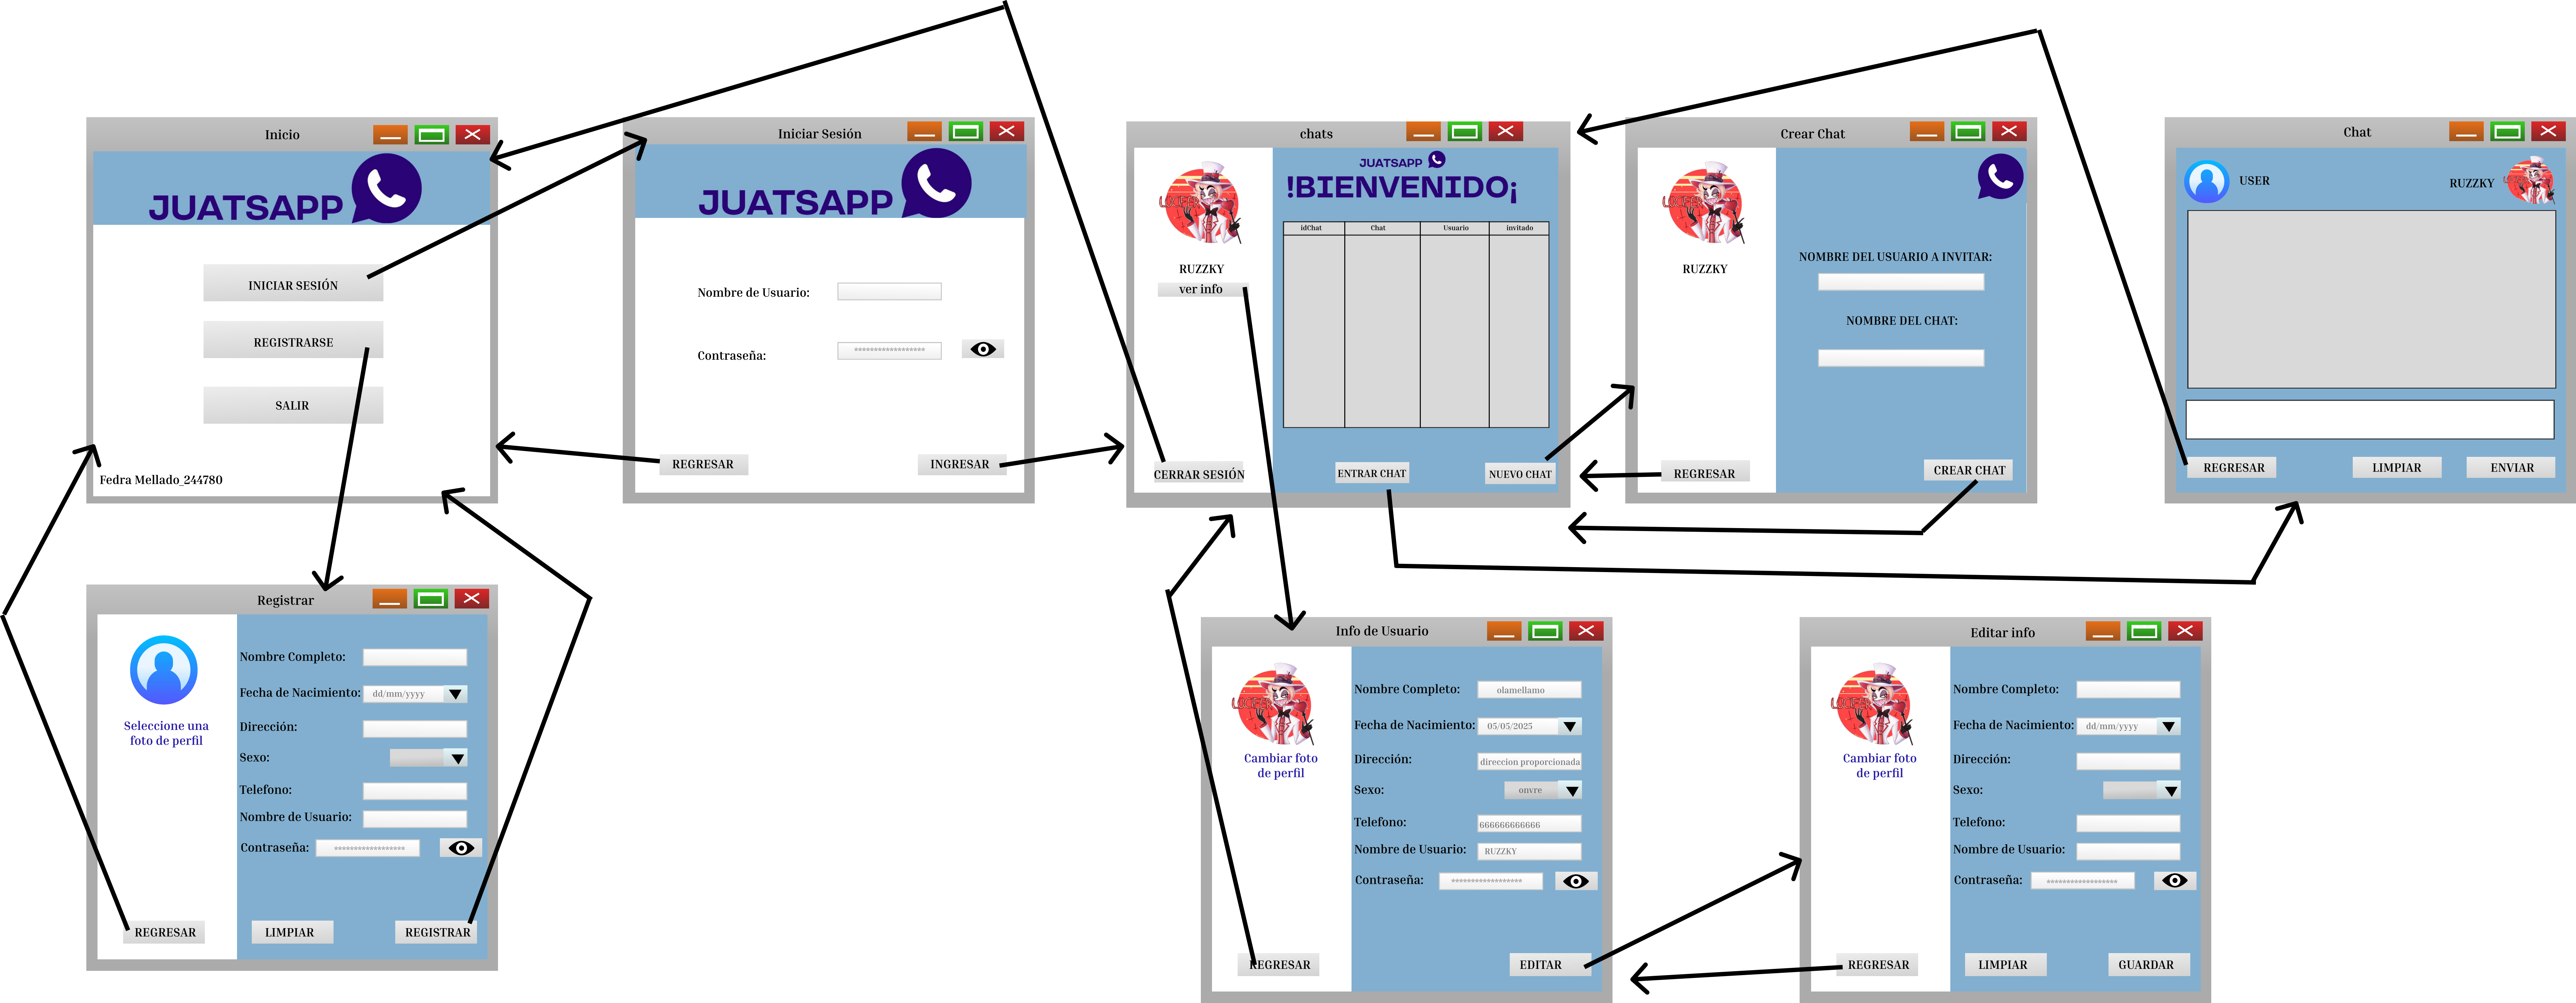 Inicio
JUATSAPP
INICIAR SESIÓN
REGISTRARSE
SALIR
Fedra Mellado_244780
Iniciar Sesión
JUATSAPP
Nombre de Usuario:
Contraseña:
******************
REGRESAR
INGRESAR
chats
JUATSAPP
!BIENVENIDO¡
RUZZKY
ver info
idChat
Chat
Usuario
invitado
CERRAR SESIÓN
ENTRAR CHAT
NUEVO CHAT
Crear Chat
RUZZKY
NOMBRE DEL USUARIO A INVITAR:
NOMBRE DEL CHAT:
REGRESAR
CREAR CHAT
Chat
USER
RUZZKY
REGRESAR
LIMPIAR
ENVIAR
Registrar
Seleccione una
foto de perfil
Nombre Completo:
Fecha de Nacimiento:
dd/mm/yyyy
Dirección:
Sexo:
Telefono:
Nombre de Usuario:
Contraseña:
******************
REGRESAR
LIMPIAR
REGISTRAR
Info de Usuario
Cambiar foto
de perfil
Nombre Completo:
olamellamo
Fecha de Nacimiento:
05/05/2025
Dirección:
direccion proporcionada
Sexo:
onvre
Telefono:
666666666666
Nombre de Usuario:
RUZZKY
Contraseña:
******************
REGRESAR
EDITAR
Editar info
Cambiar foto
de perfil
Nombre Completo:
Fecha de Nacimiento:
dd/mm/yyyy
Dirección:
Sexo:
Telefono:
Nombre de Usuario:
Contraseña:
******************
REGRESAR
LIMPIAR
GUARDAR